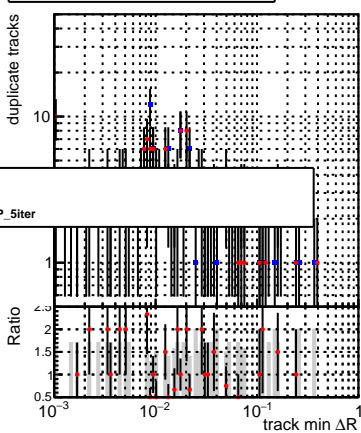 duplicate tracks
10
P_5iter
1
Ratio
2.5
2
1.5
1
0.5
10⁻³
10⁻²
10⁻¹
1
track min ΔR